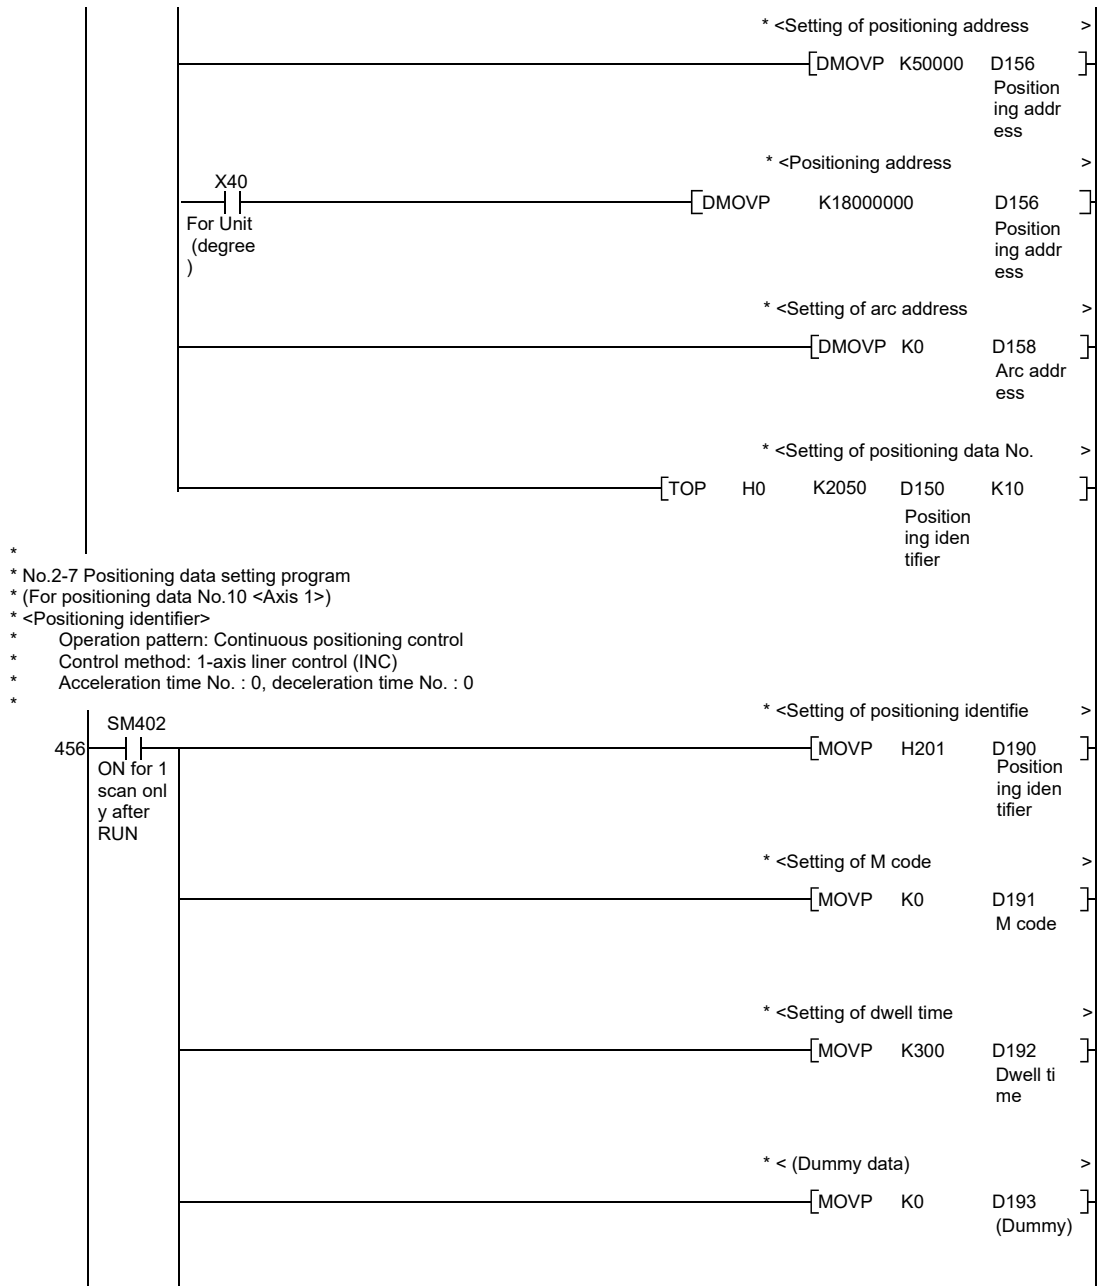 * <Setting of positioning address >
DMOVP K50000 D156
Position
ing addr
ess
* <Positioning address >
X40
DMOVP K18000000 D156
For Unit
(degree
)
Position
ing addr
ess
* <Setting of arc address >
DMOVP K0 D158
Arc addr
ess
* <Setting of positioning data No. >
TOP H0 K2050 D150 K10
Position
ing iden
tifier
*
* No.2-7 Positioning data setting program
* (For positioning data No.10 <Axis 1>)
* <Positioning identifier>
* Operation pattern: Continuous positioning control
* Control method: 1-axis liner control (INC)
* Acceleration time No. : 0, deceleration time No. : 0
*
* <Setting of positioning identifie >
SM402
456 MOVP H201 D190
ON for 1
scan onl
y after
RUN
Position
ing iden
tifier
* <Setting of M code >
MOVP K0 D191
M code
* <Setting of dwell time >
MOVP K300 D192
Dwell ti
me
* < (Dummy data) >
MOVP K0 D193
(Dummy)